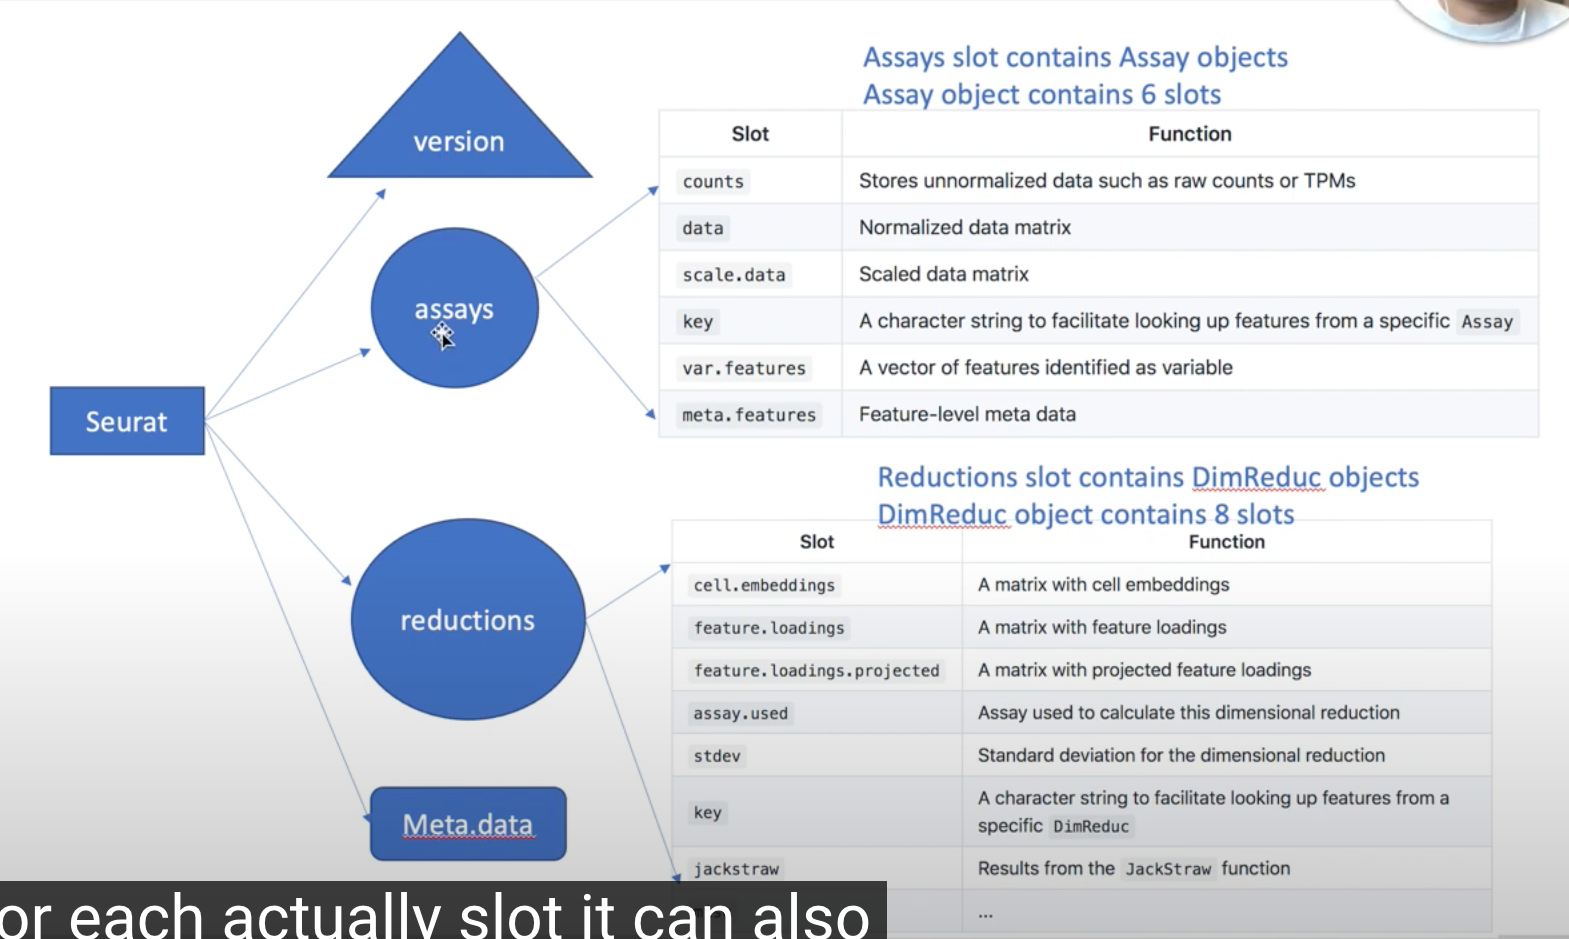 version
assays
Seurat
reductions
Meta.data
Assays slot contains Assay objects
Assay object contains 6 slots
Slot Function
counts Stores unnormalized data such as raw counts or TPMs
data Normalized data matrix
scale.data Scaled data matrix
key A character string to facilitate looking up features from a specific Assay
var.features A vector of features identified as variable
meta.features Feature-level meta data
Reductions slot contains DimReduc objects
DimReduc object contains 8 slots
Slot Function
cell.embeddings A matrix with cell embeddings
feature.loadings A matrix with feature loadings
feature.loadings.projected A matrix with projected feature loadings
assay.used Assay used to calculate this dimensional reduction
stdev Standard deviation for the dimensional reduction
key A character string to facilitate looking up features from a
specific DimReduc
jackstraw Results from the JackStraw function
...
or each actually slot it can also